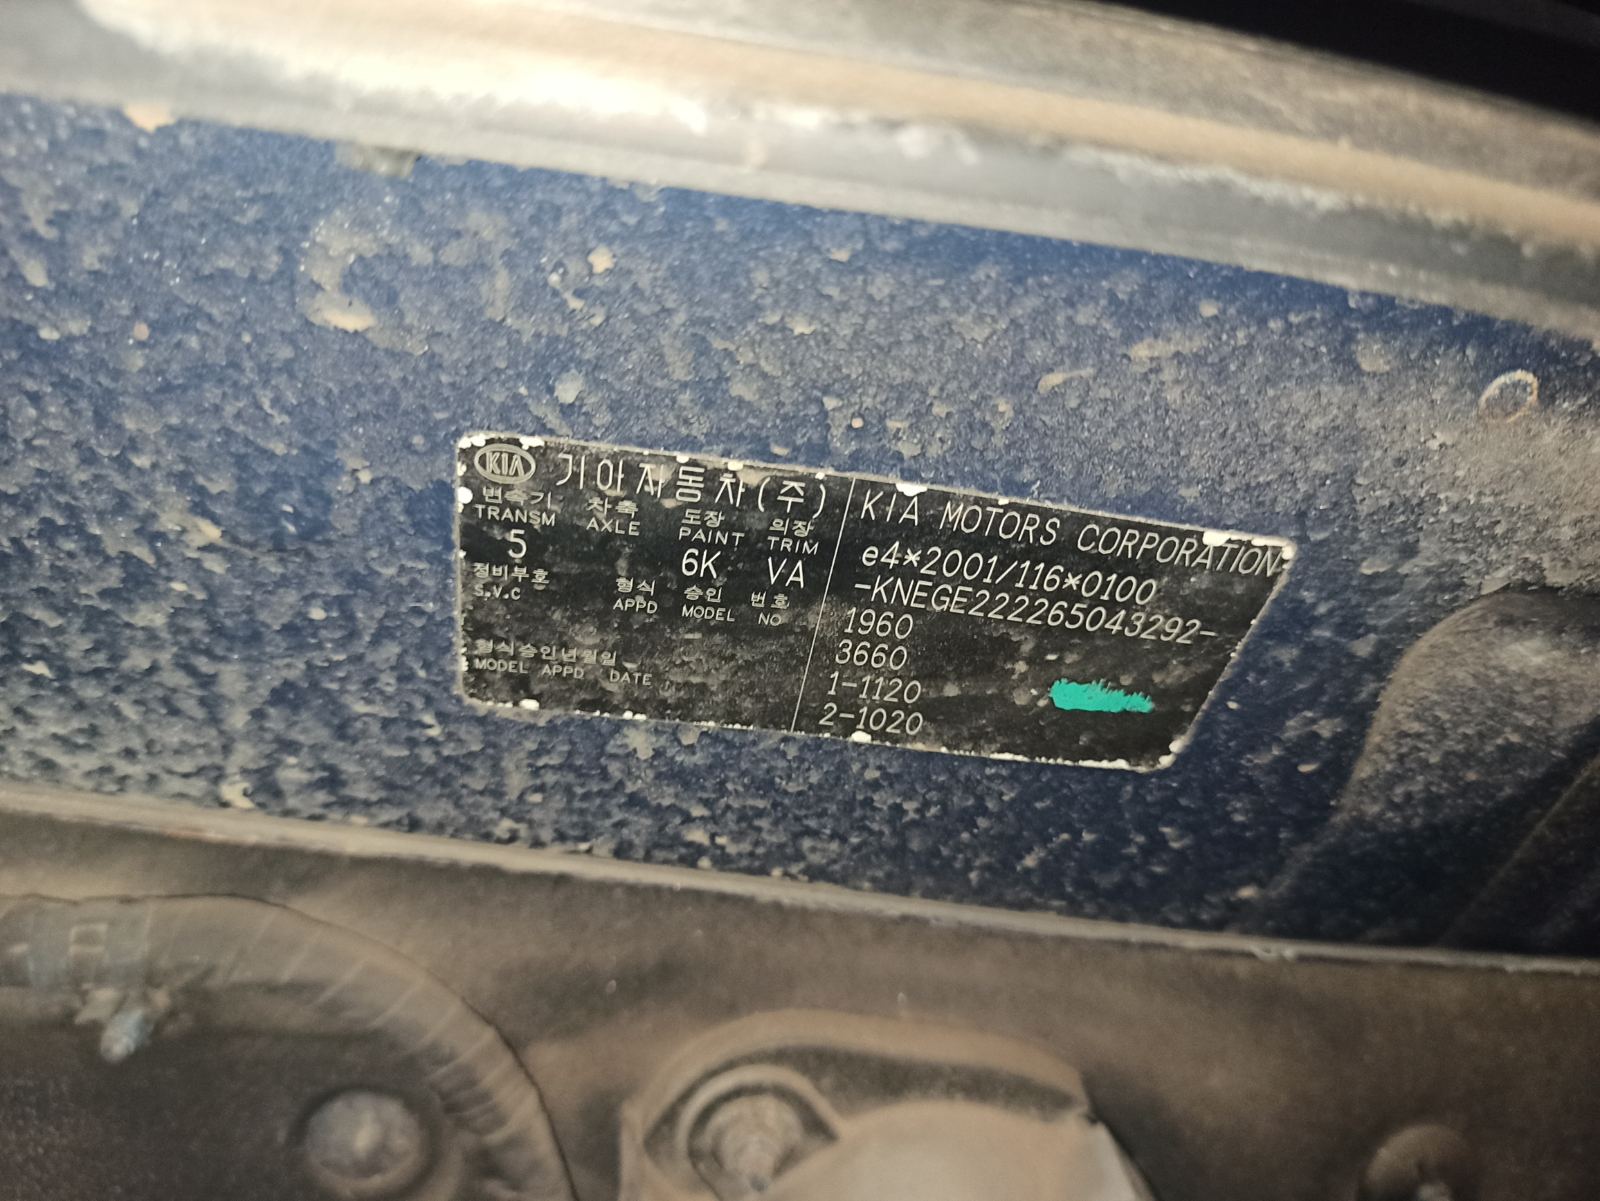 KIA 기아자동차(주)
변속기 차축 도장 의장
TRANSM AXLE PAINT TRIM
5 6K VA
정비부호 형식 승인 번호
S.V.C APPD MODEL NO
형식승인년월일
MODEL APPD DATE
KIA MOTORS CORPORATION
e4*2001/116*0100
-KNEGE222265043292-
1960
3660
1-1120
2-1020